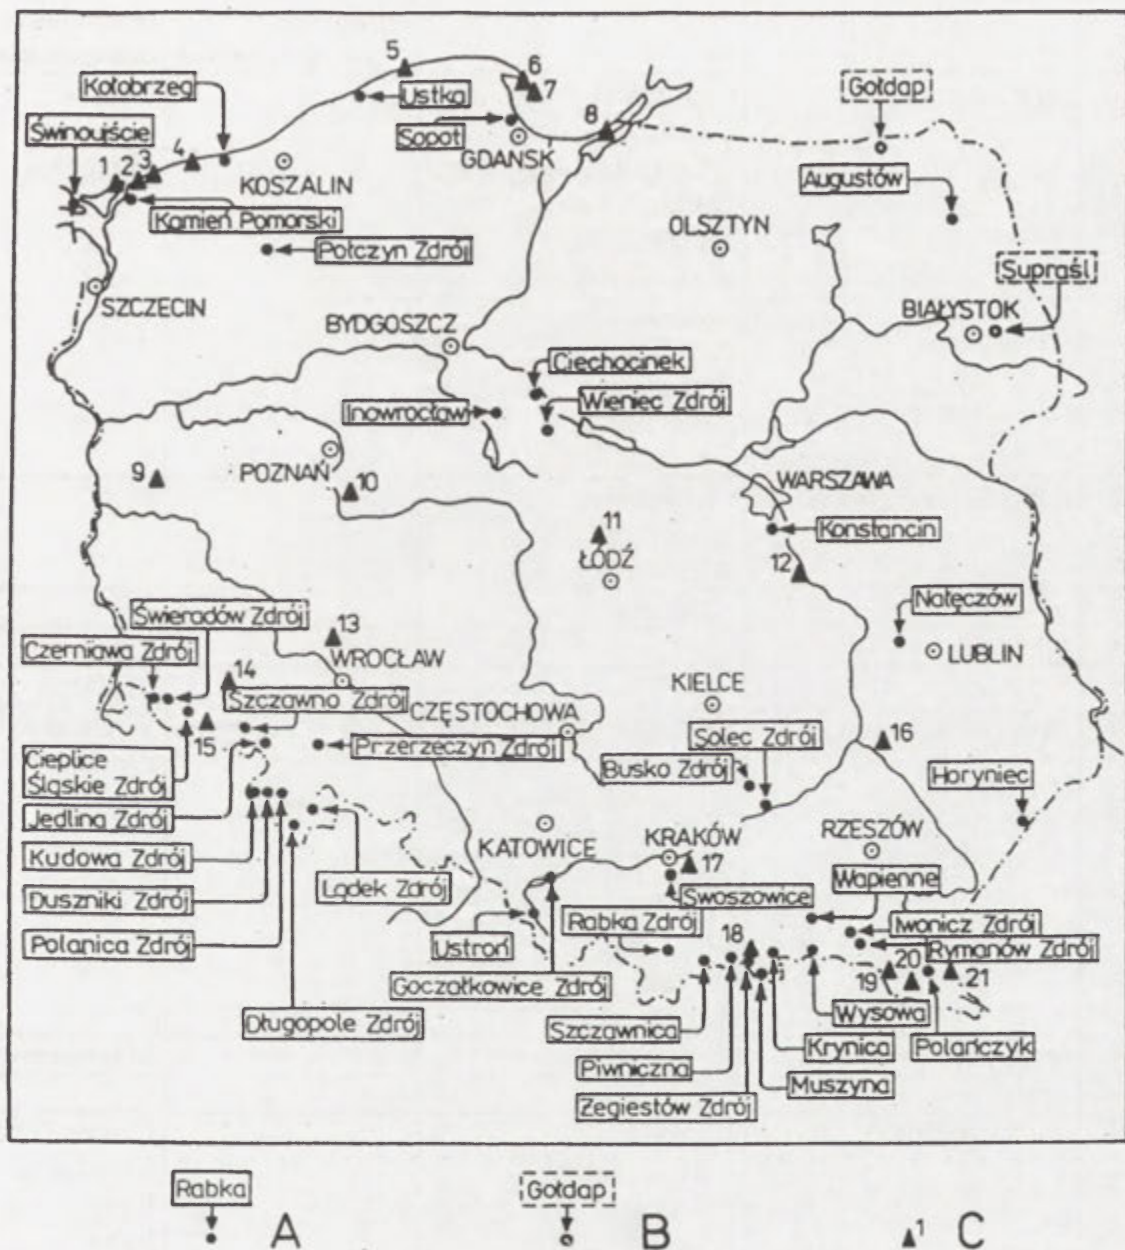 5
6
7
Kołobrzeg
Ustka
Gołdap
Świnoujście
Sopot
8
GDAŃSK
4
3
2
1
KOSZALIN
Augustów
Kamień Pomorski
OLSZTYN
Połczyn Zdrój
Supraśl
SZCZECIN
BIAŁYSTOK
BYDGOSZCZ
Ciechocinek
Wieniec Zdrój
Inowrocław
POZNAŃ
9
10
WARSZAWA
Konstancin
11
ŁÓDŹ
12
Nałęczów
Świeradów Zdrój
13
Czerniawa Zdrój
WROCŁAW
LUBLIN
14
Szczawno Zdrój
KIELCE
CZĘSTOCHOWA
15
Przerzeczyn Zdrój
Solec Zdrój
16
Cieplice
Śląskie Zdrój
Busko Zdrój
Horyniec
Jedlina Zdrój
KATOWICE
KRAKÓW
RZESZÓW
Kudowa Zdrój
17
Wapienne
Lądek Zdrój
Swoszowice
Duszniki Zdrój
Rabka Zdrój
Iwonicz Zdrój
Polanica Zdrój
Ustroń
18
Rymanów Zdrój
Goczałkowice Zdrój
19
20
21
Długopole Zdrój
Szczawnica
Wysowa
Krynica
Polańczyk
Piwniczna
Muszyna
Żegiestów Zdrój
Rabka
A
Gołdap
B
1
C